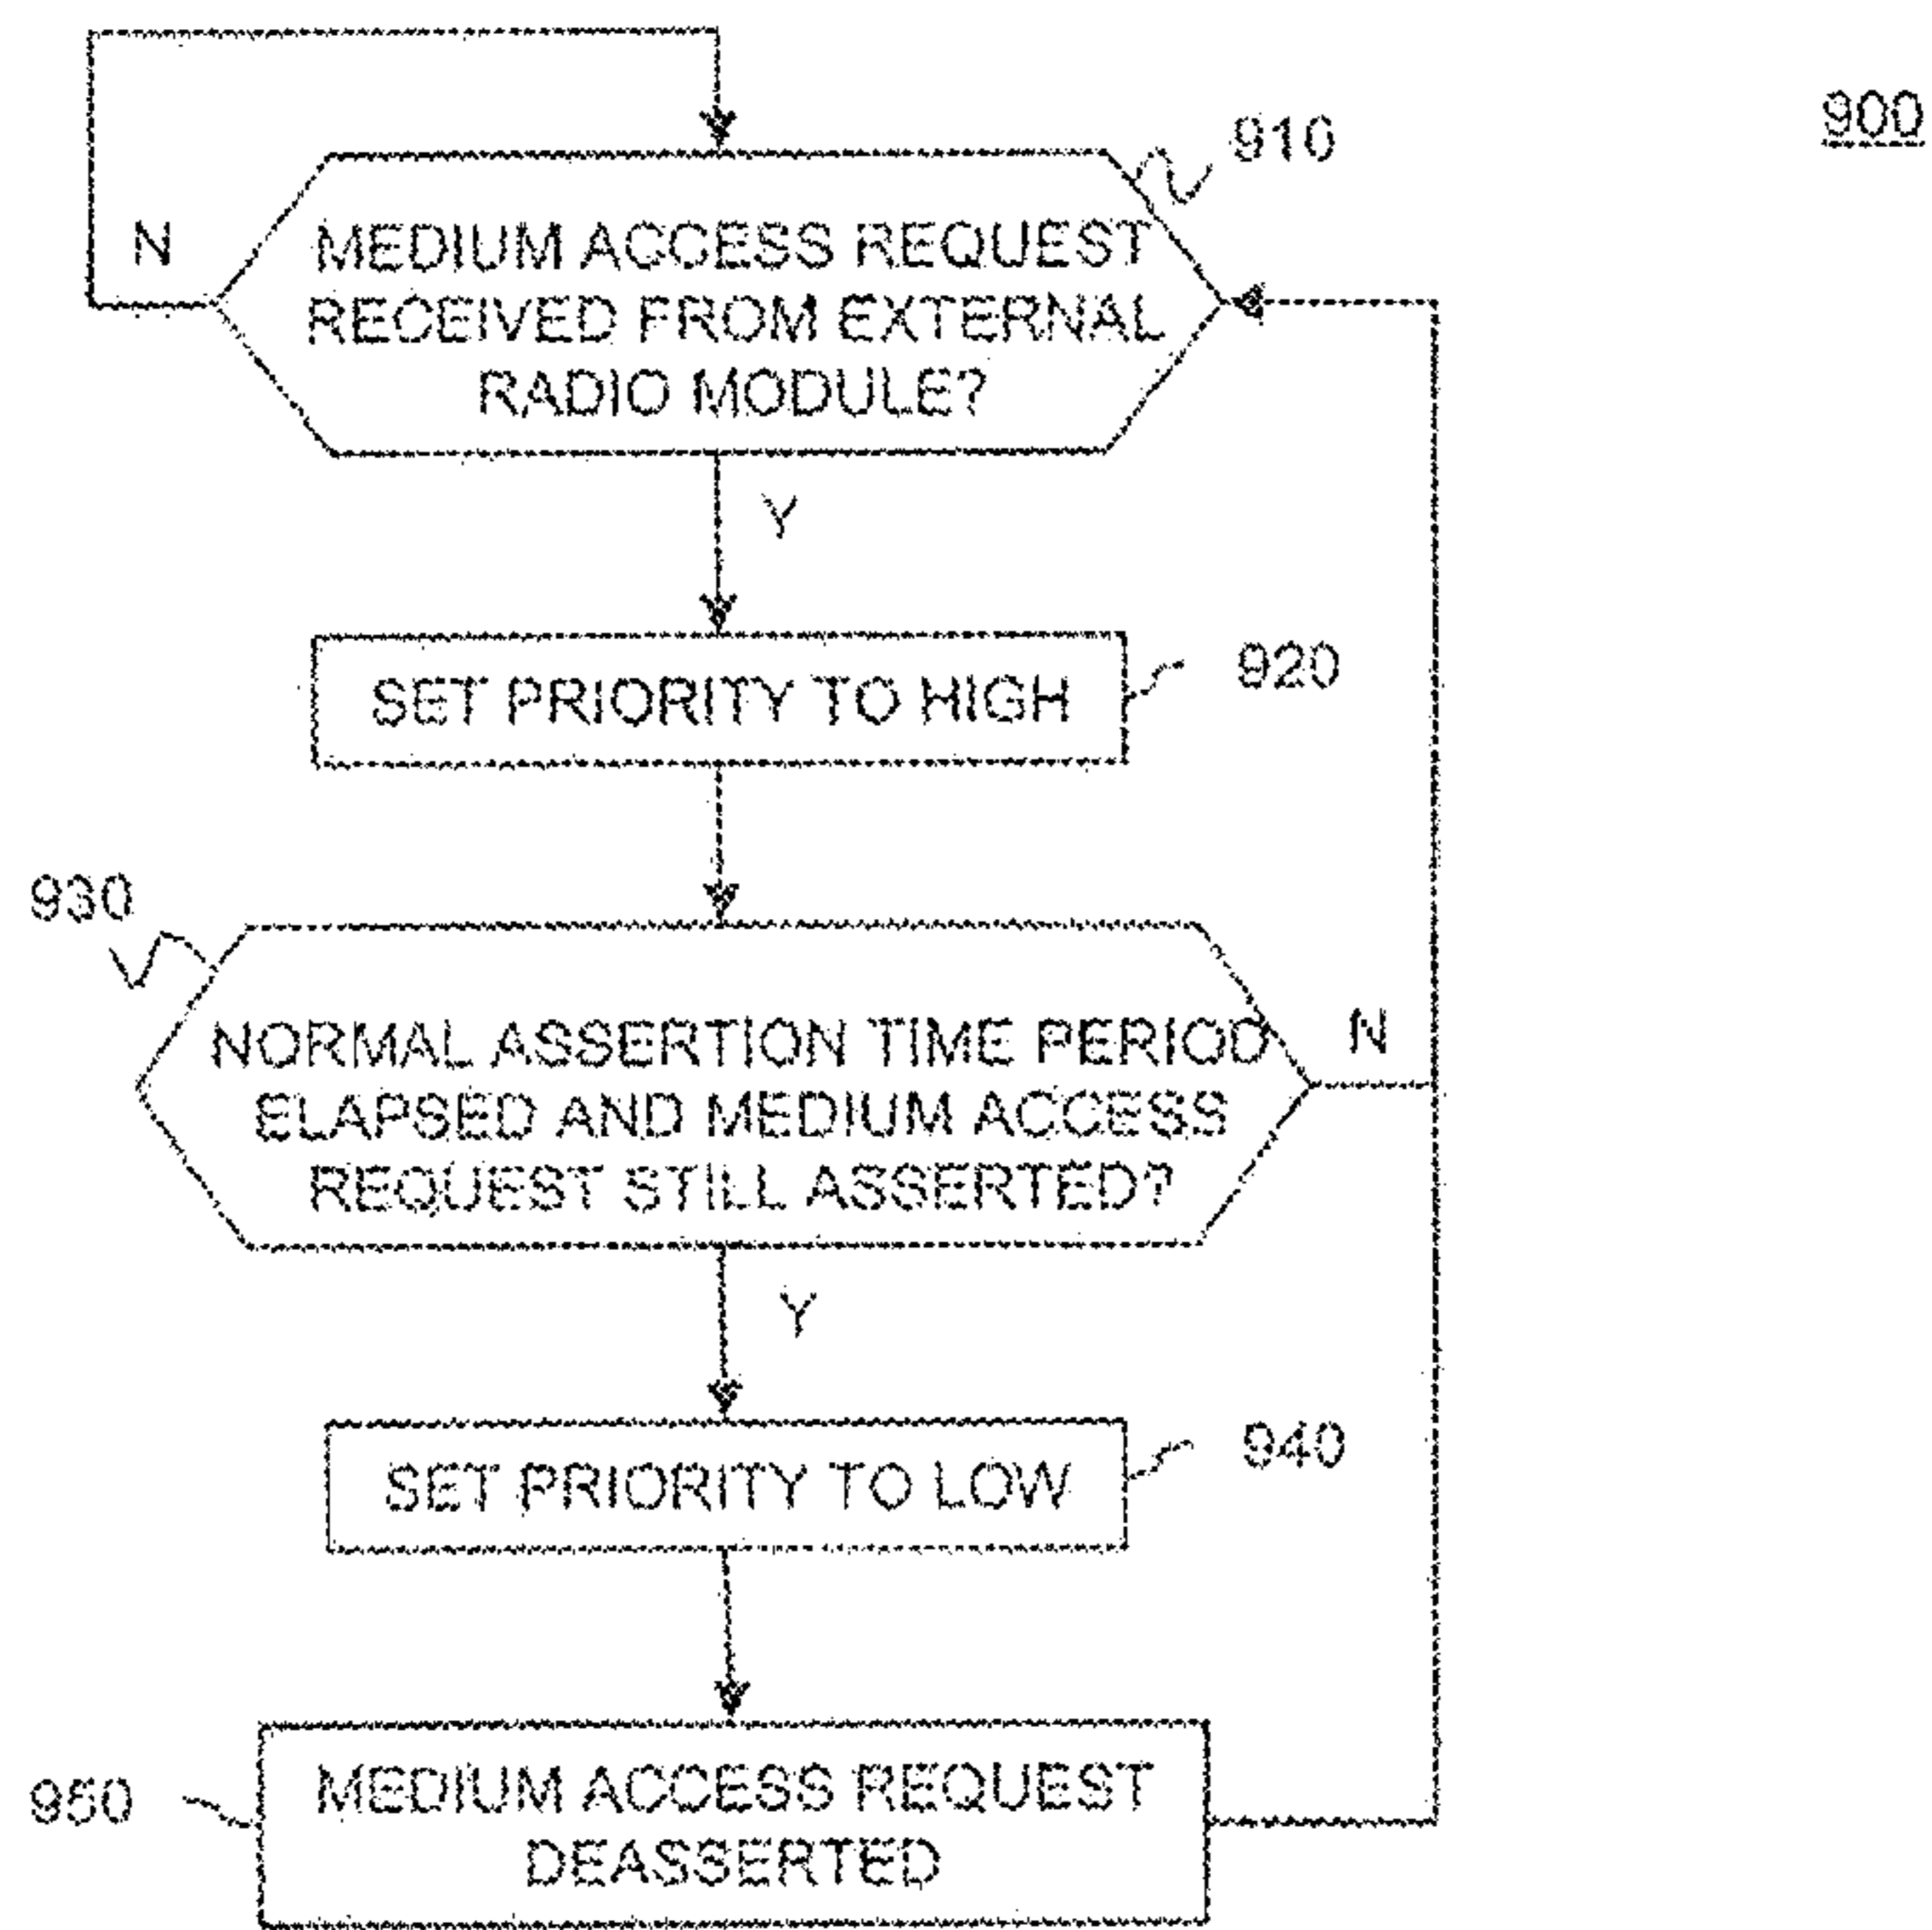 900
910
N
MEDIUM ACCESS REQUEST
RECEIVED FROM EXTERNAL
RADIO MODULE?
Y
SET PRIORITY TO HIGH
920
930
NORMAL ASSERTION TIME PERIOD
ELAPSED AND MEDIUM ACCESS
REQUEST STILL ASSERTED?
N
Y
SET PRIORITY TO LOW
940
950
MEDIUM ACCESS REQUEST
DEASSERTED